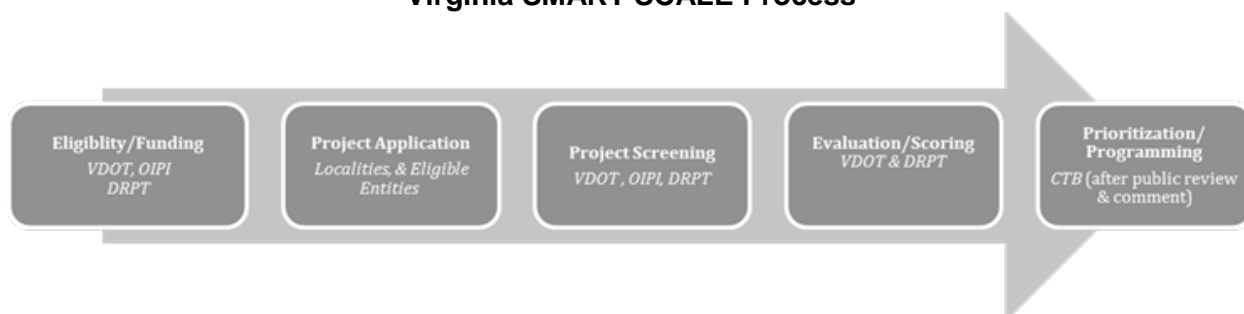 Virginia SMART SCALE Process
Eligiblity/Funding
VDOT, OIPI
DRPT
Project Application
Localities, & Eligible
Entities
Project Screening
VDOT , OIPI, DRPT
Evaluation/Scoring
VDOT & DRPT
Prioritization/
Programming
CTB (after public review
& comment)